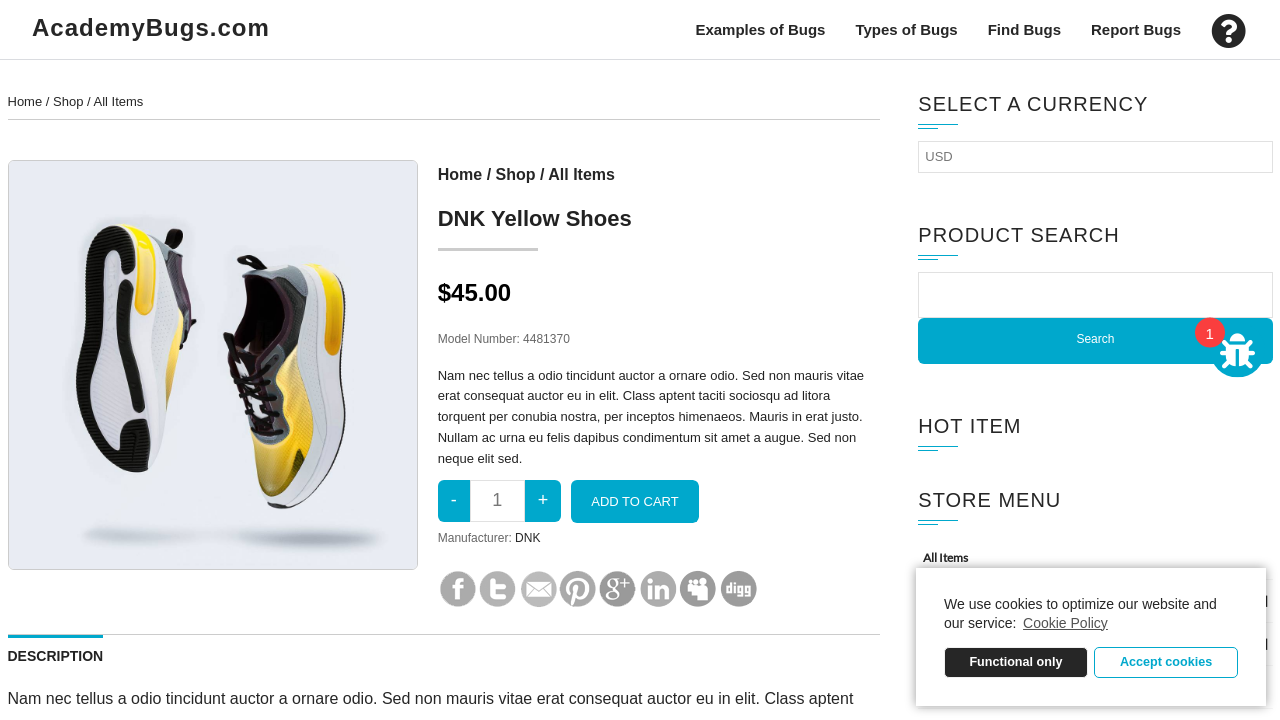 AcademyBugs.com
Examples of Bugs
Types of Bugs
Find Bugs
Report Bugs
Home / Shop / All Items
Home / Shop / All Items
DNK Yellow Shoes
$45.00
Model Number: 4481370
Nam nec tellus a odio tincidunt auctor a ornare odio. Sed non mauris vitae
erat consequat auctor eu in elit. Class aptent taciti sociosqu ad litora
torquent per conubia nostra, per inceptos himenaeos. Mauris in erat justo.
Nullam ac urna eu felis dapibus condimentum sit amet a augue. Sed non
neque elit sed.
- 1 +
ADD TO CART
Manufacturer: DNK
digg
DESCRIPTION
Nam nec tellus a odio tincidunt auctor a ornare odio. Sed non mauris vitae erat consequat auctor eu in elit. Class aptent
SELECT A CURRENCY
USD
PRODUCT SEARCH
Search
1
HOT ITEM
STORE MENU
All Items
We use cookies to optimize our website and
our service: Cookie Policy
Functional only
Accept cookies